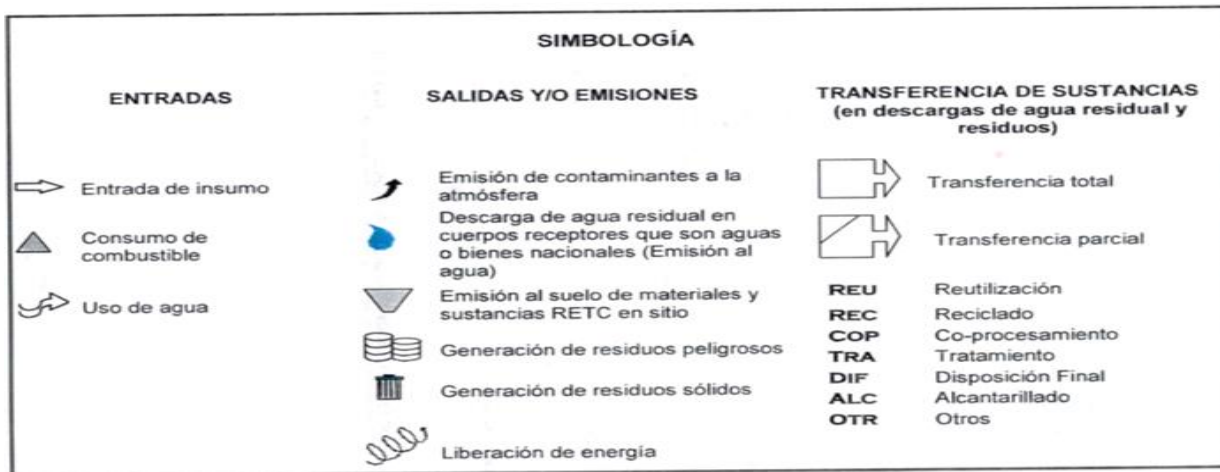 SIMBOLOGÍA
ENTRADAS
Entrada de insumo
Consumo de
combustible
Uso de agua
SALIDAS Y/O EMISIONES
Emisión de contaminantes a la
atmósfera
Descarga de agua residual en
cuerpos receptores que son aguas
o bienes nacionales (Emisión al
agua)
Emisión al suelo de materiales y
sustancias RETC en sitio
Generación de residuos peligrosos
Generación de residuos sólidos
Liberación de energía
TRANSFERENCIA DE SUSTANCIAS
(en descargas de agua residual y
residuos)
Transferencia total
Transferencia parcial
REU Reutilización
REC Reciclado
COP Co-procesamiento
TRA Tratamiento
DIF Disposición Final
ALC Alcantarillado
OTR Otros